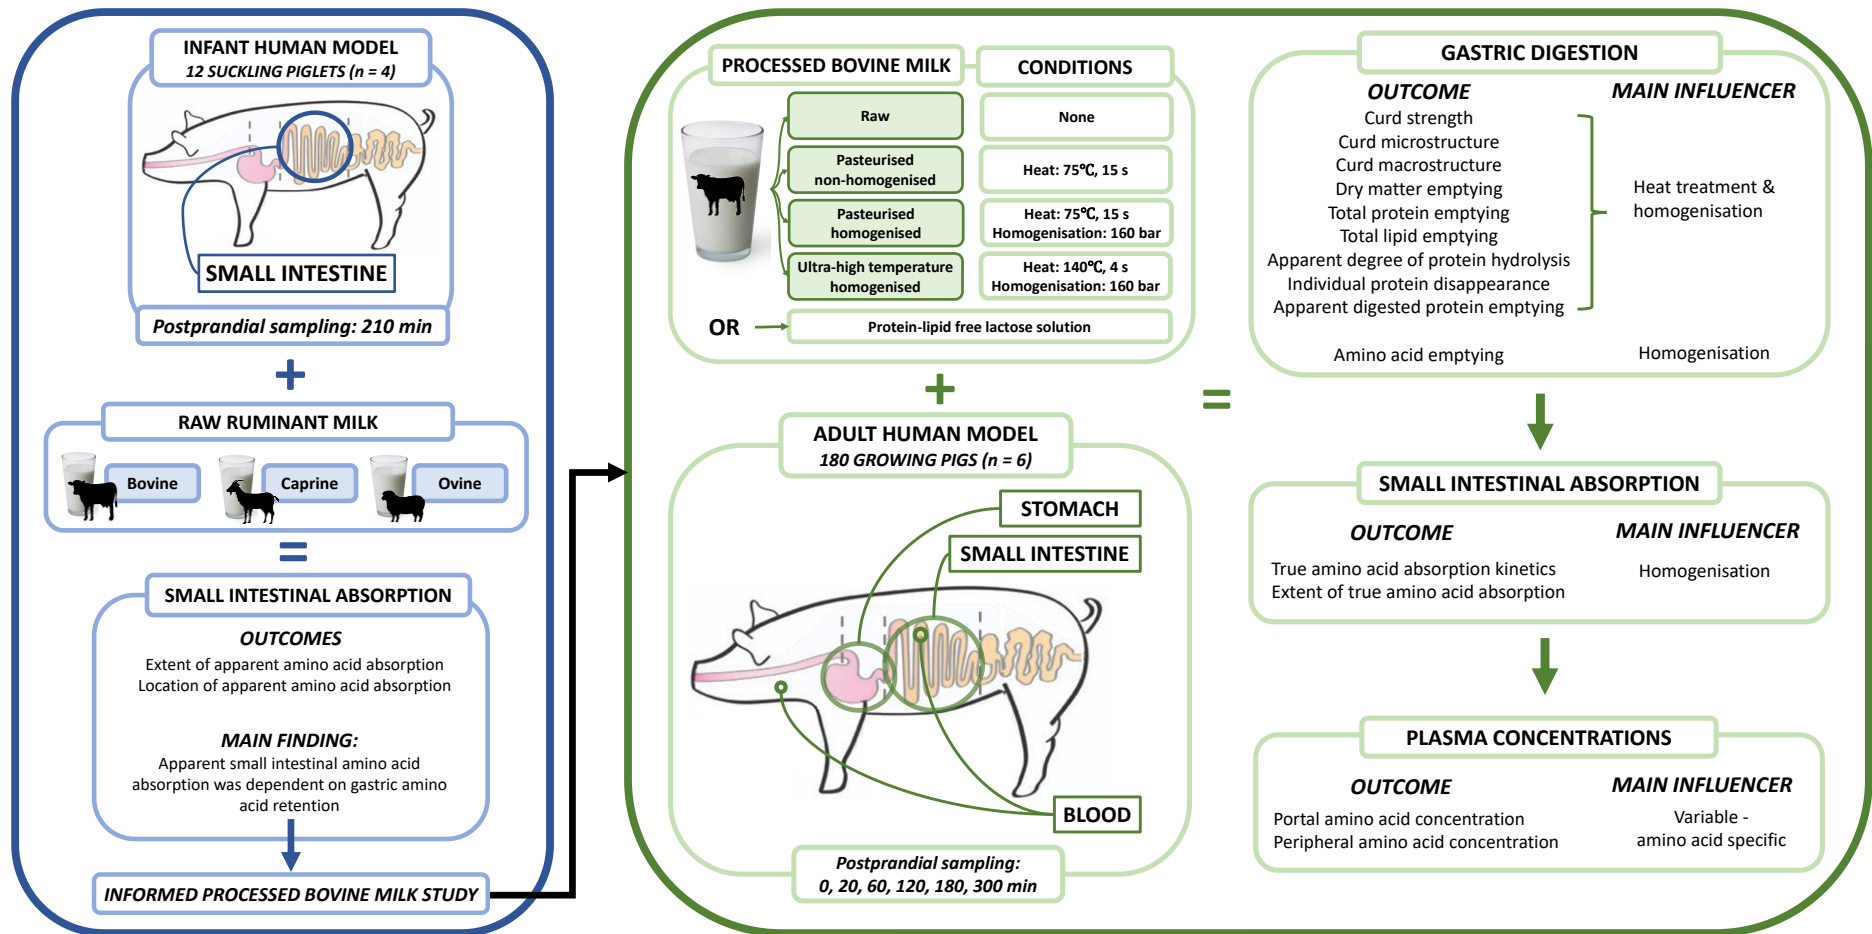 INFANT HUMAN MODEL
12 SUCKLING PIGLETS (n = 4)
SMALL INTESTINE
Postprandial sampling: 210 min
+
RAW RUMINANT MILK
Bovine
Caprine
Ovine
=
SMALL INTESTINAL ABSORPTION
OUTCOMES
Extent of apparent amino acid absorption
Location of apparent amino acid absorption
MAIN FINDING:
Apparent small intestinal amino acid
absorption was dependent on gastric amino
acid retention
INFORMED PROCESSED BOVINE MILK STUDY
PROCESSED BOVINE MILK
CONDITIONS
Raw
None
Pasteurised
non-homogenised
Heat: 75℃, 15 s
Pasteurised
homogenised
Heat: 75℃, 15 s
Homogenisation: 160 bar
Ultra-high temperature
homogenised
Heat: 140℃, 4 s
Homogenisation: 160 bar
OR
Protein-lipid free lactose solution
+
ADULT HUMAN MODEL
180 GROWING PIGS (n = 6)
STOMACH
SMALL INTESTINE
BLOOD
Postprandial sampling:
0, 20, 60, 120, 180, 300 min
=
GASTRIC DIGESTION
OUTCOME
MAIN INFLUENCER
Curd strength
Curd microstructure
Curd macrostructure
Dry matter emptying
Total protein emptying
Total lipid emptying
Apparent degree of protein hydrolysis
Individual protein disappearance
Apparent digested protein emptying
Heat treatment &
homogenisation
Amino acid emptying
Homogenisation
SMALL INTESTINAL ABSORPTION
OUTCOME
MAIN INFLUENCER
True amino acid absorption kinetics
Extent of true amino acid absorption
Homogenisation
PLASMA CONCENTRATIONS
OUTCOME
MAIN INFLUENCER
Portal amino acid concentration
Peripheral amino acid concentration
Variable -
amino acid specific